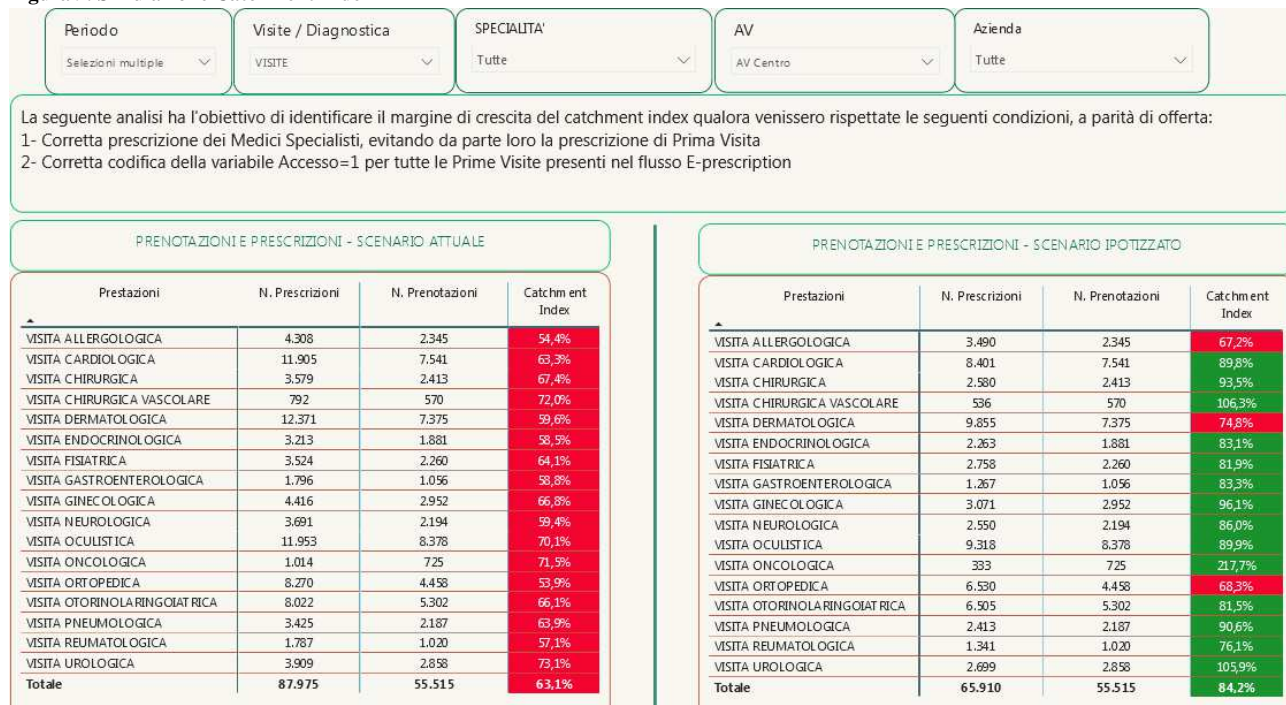 Periodo
Visite / Diagnostica
SPECIALITA'
AV
Azienda
Selezioni multiple
VISITE
Tutte
AV Centro
Tutte
La seguente analisi ha l'obiettivo di identificare il margine di crescita del catchment index qualora venissero rispettate le seguenti condizioni, a parità di offerta:
1- Corretta prescrizione dei Medici Specialisti, evitando da parte loro la prescrizione di Prima Visita
2- Corretta codifica della variabile Accesso=1 per tutte le Prime Visite presenti nel flusso E-prescription
PRENOTAZIONI E PRESCRIZIONI - SCENARIO ATTUALE
Prestazioni N. Prescrizioni N. Prenotazioni Catchment
Index
VISITA ALLERGOLOGICA 4.308 2.345 54,4%
VISITA CARDIOLOGICA 11.905 7.541 63,3%
VISITA CHIRURGICA 3.579 2.413 67,4%
VISITA CHIRURGICA VASCOLARE 792 570 72,0%
VISITA DERMATOLOGICA 12.371 7.375 59,6%
VISITA ENDOCRINOLOGICA 3.213 1.881 58,5%
VISITA FISIATRICA 3.524 2.260 64,1%
VISITA GASTROENTEROLOGICA 1.796 1.056 58,8%
VISITA GINECOLOGICA 4.416 2.952 66,8%
VISITA NEUROLOGICA 3.691 2.194 59,4%
VISITA OCULISTICA 11.953 8.378 70,1%
VISITA ONCOLOGICA 1.014 725 71,5%
VISITA ORTOPEDICA 8.270 4.458 53,9%
VISITA OTORINOLARINGOIATRICA 8.022 5.302 66,1%
VISITA PNEUMOLOGICA 3.425 2.187 63,9%
VISITA REUMATOLOGICA 1.787 1.020 57,1%
VISITA UROLOGICA 3.909 2.858 73,1%
Totale 87.975 55.515 63,1%
PRENOTAZIONI E PRESCRIZIONI - SCENARIO IPOTIZZATO
Prestazioni N. Prescrizioni N. Prenotazioni Catchment
Index
VISITA ALLERGOLOGICA 3.490 2.345 67,2%
VISITA CARDIOLOGICA 8.401 7.541 89,8%
VISITA CHIRURGICA 2.580 2.413 93,5%
VISITA CHIRURGICA VASCOLARE 536 570 106,3%
VISITA DERMATOLOGICA 9.855 7.375 74,8%
VISITA ENDOCRINOLOGICA 2.263 1.881 83,1%
VISITA FISIATRICA 2.758 2.260 81,9%
VISITA GASTROENTEROLOGICA 1.267 1.056 83,3%
VISITA GINECOLOGICA 3.071 2.952 96,1%
VISITA NEUROLOGICA 2.550 2.194 86,0%
VISITA OCULISTICA 9.318 8.378 89,9%
VISITA ONCOLOGICA 333 725 217,7%
VISITA ORTOPEDICA 6.530 4.458 68,3%
VISITA OTORINOLARINGOIATRICA 6.505 5.302 81,5%
VISITA PNEUMOLOGICA 2.413 2.187 90,6%
VISITA REUMATOLOGICA 1.341 1.020 76,1%
VISITA UROLOGICA 2.699 2.858 105,9%
Totale 65.910 55.515 84,2%